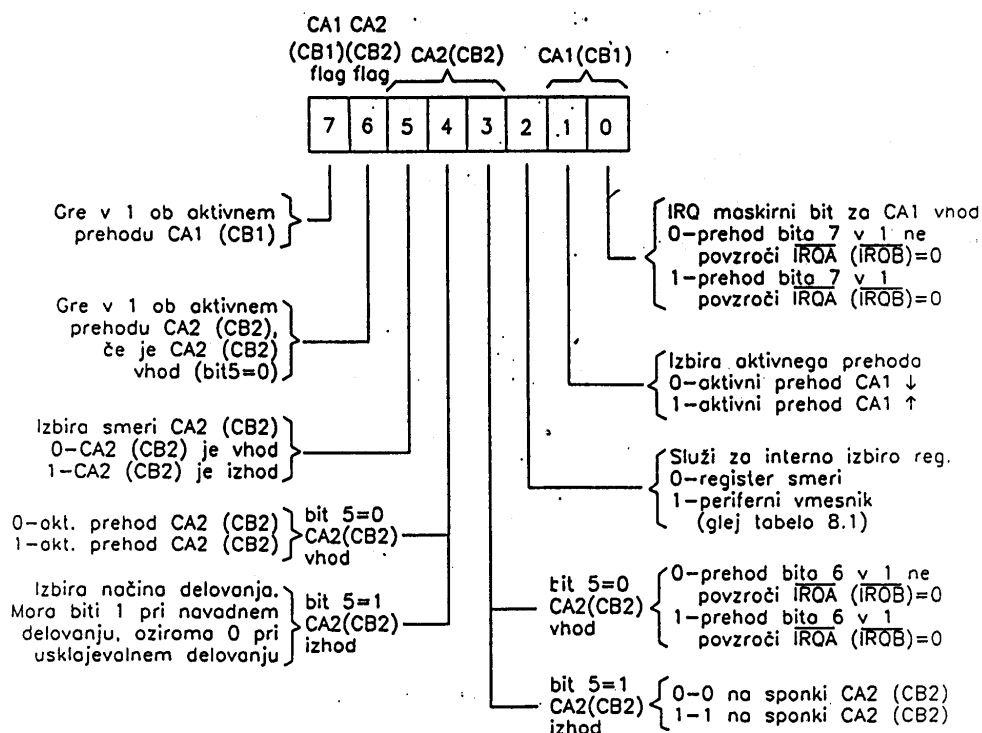 CA1 CA2
(CB1)(CB2) CA2(CB2) CA1(CB1)
flag flag
7 6 5 4 3 2 1 0
Gre v 1 ob aktivnem
prehodu CA1 (CB1)
Gre v 1 ob aktivnem
prehodu CA2 (CB2),
če je CA2 (CB2)
vhod (bit5=0)
Izbira smeri CA2 (CB2)
0-CA2 (CB2) je vhod
1-CA2 (CB2) je izhod
0-akt. prehod CA2 (CB2)
1-akt. prehod CA2 (CB2)
bit 5=0
CA2(CB2)
vhod
Izbira načina delovanja.
Mora biti 1 pri navadnem
delovanju, oziroma 0 pri
usklajevalnem delovanju
bit 5=1
CA2(CB2)
izhod
IRQ maskirni bit za CA1 vhod
0-prehod bita 7 v 1 ne
povzroči IRQA (IRQB)=0
1-prehod bita 7 v 1
povzroči IRQA (IRQB)=0
Izbira aktivnega prehoda
0-aktivni prehod CA1 ↓
1-aktivni prehod CA1 ↑
Služi za interno izbiro reg.
0-register smeri
1-periferni vmesnik
(glej tabelo 8.1)
bit 5=0
CA2(CB2)
vhod
0-prehod bita 6 v 1 ne
povzroči IRQA (IRQB)=0
1-prehod bita 6 v 1
povzroči IRQA (IRQB)=0
bit 5=1
CA2(CB2)
izhod
0-0 na sponki CA2 (CB2)
1-1 na sponki CA2 (CB2)